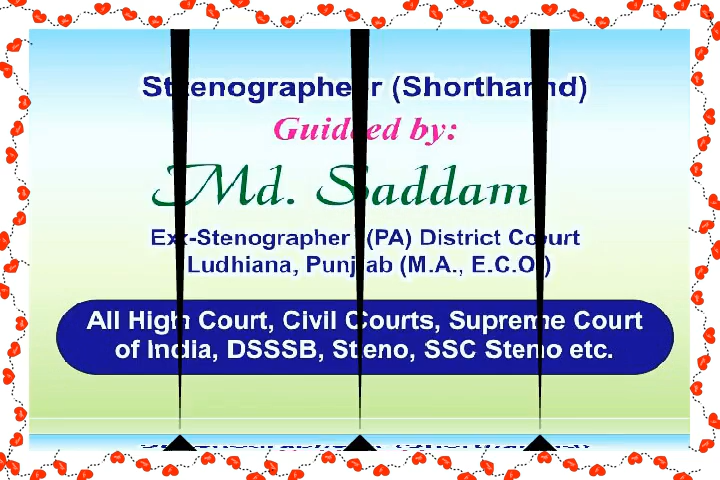 Stenographer (Shorthand)
Guided by:
Md. Saddam
Ex-Stenographer (PA) District Court
Ludhiana, Punjab (M.A., E.C.O.)
All High Court, Civil Courts, Supreme Court
of India, DSSSB, Steno, SSC Steno etc.